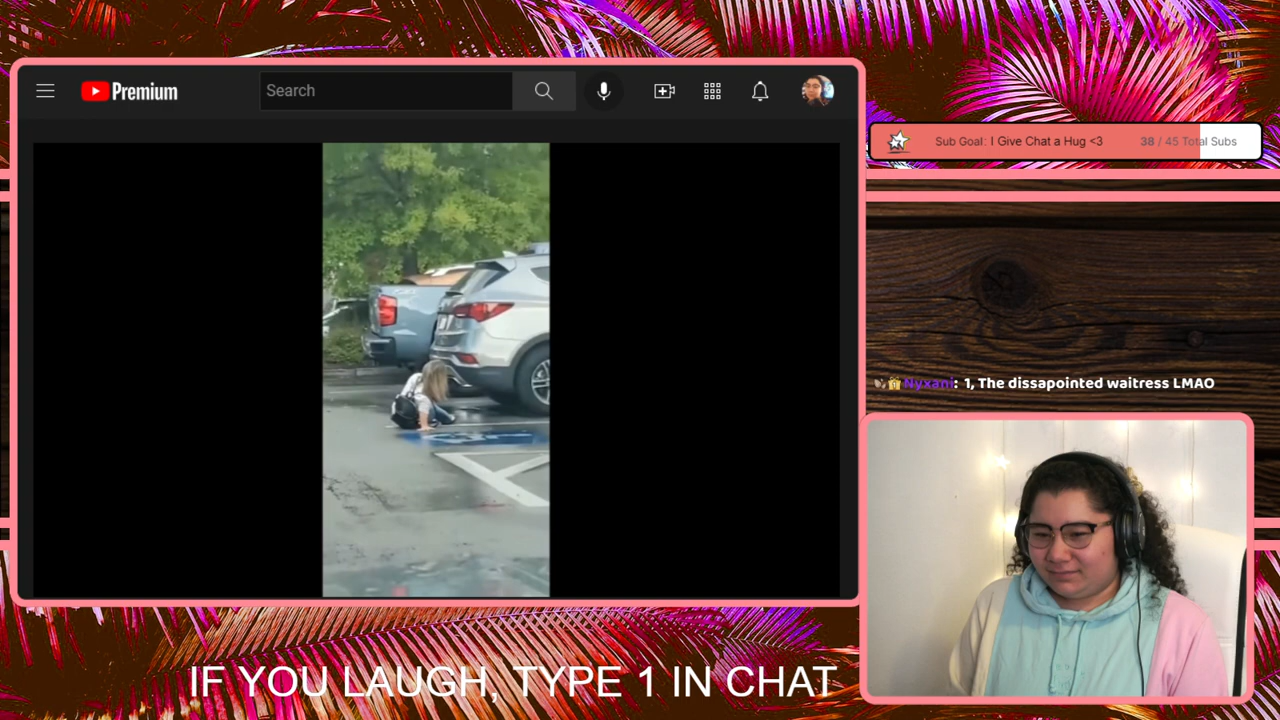 Premium
Search
Sub Goal: I Give Chat a Hug <3 38 / 45 Total Subs
Nyxani: 1, The dissapointed waitress LMAO
IF YOU LAUGH, TYPE 1 IN CHAT